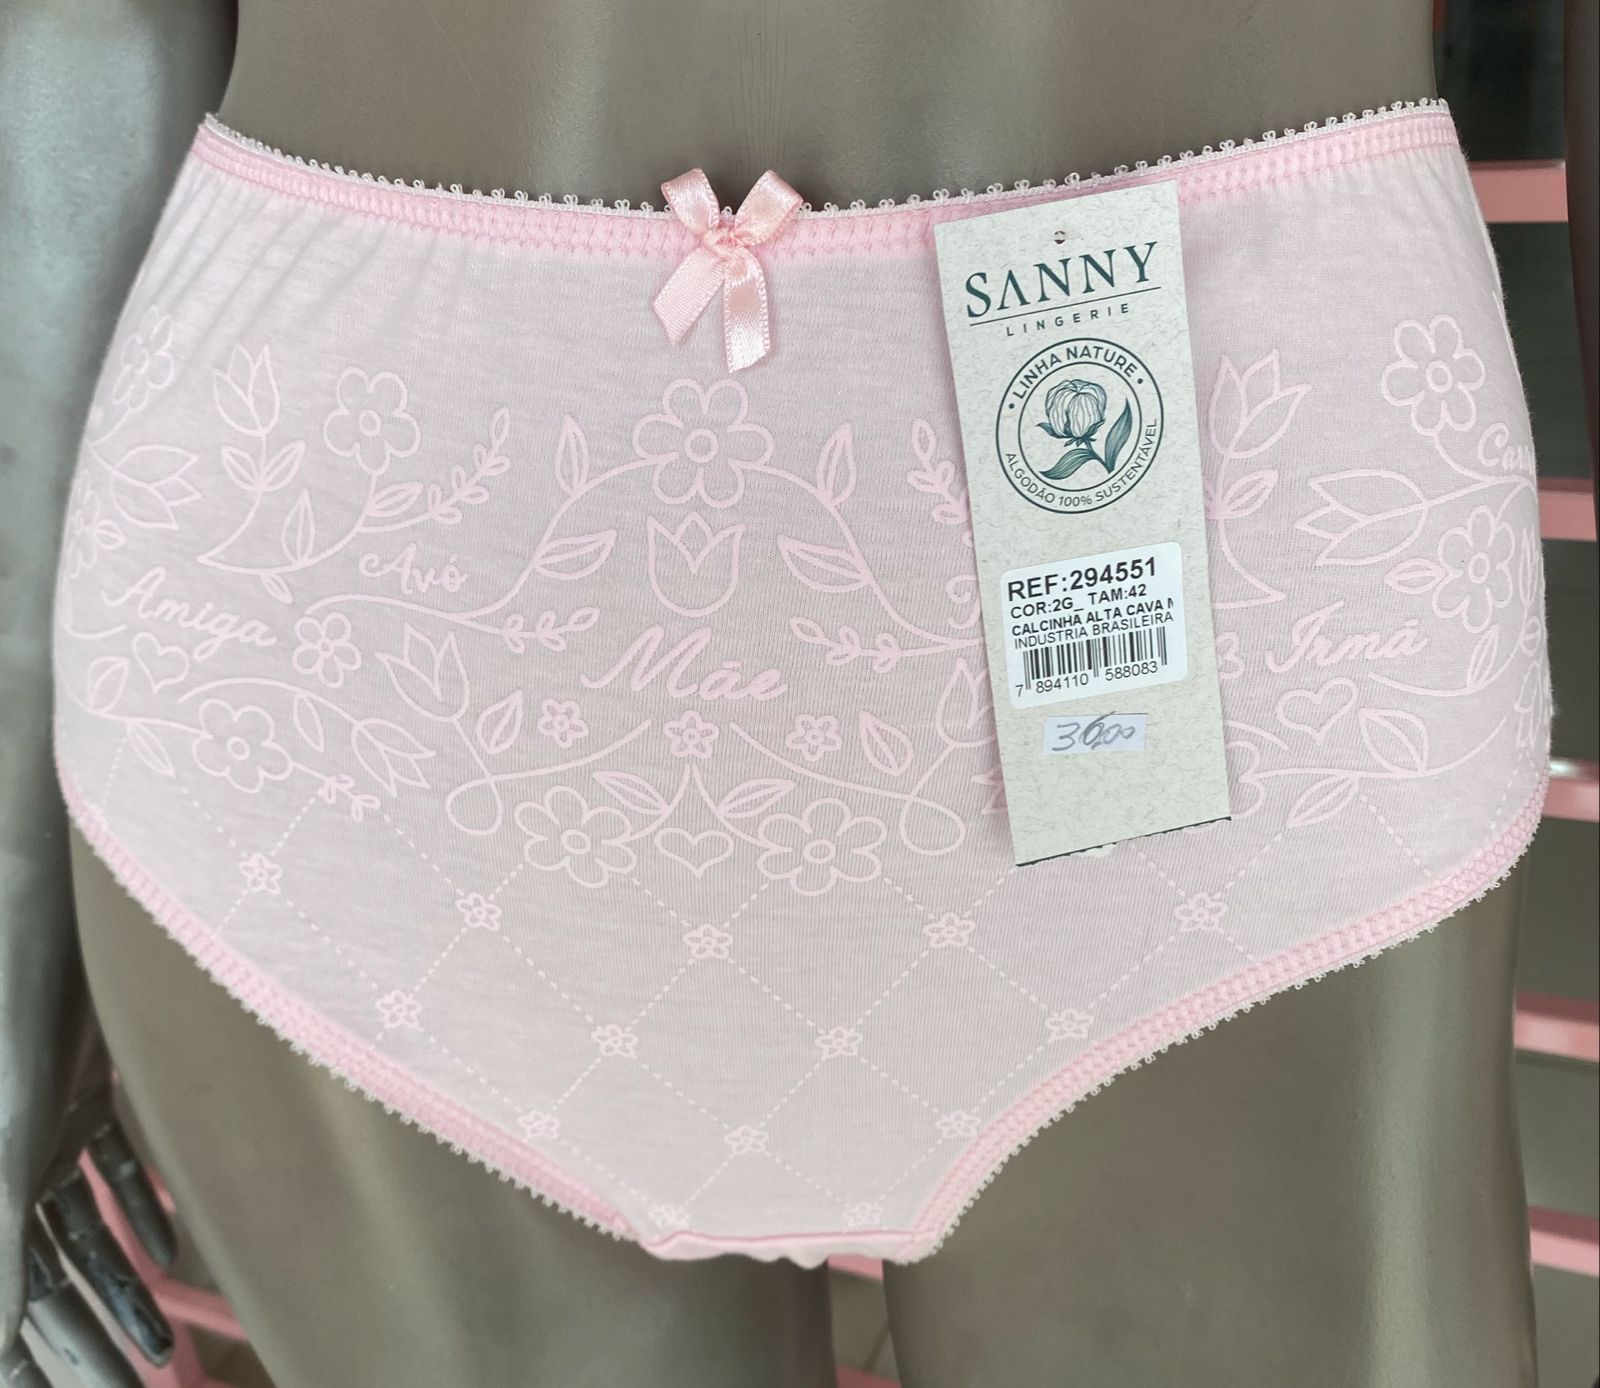 SANNY
LINGERIE
• LINHA NATURE •
ALGODÃO 100% SUSTENTÁVEL
REF:294551
COR:2G_ TAM:42
CALCINHA ALTA CAVA
INDUSTRIA BRASILEIRA
7 894110 588083
36,00
Avó
Amiga
Mãe
Irmã